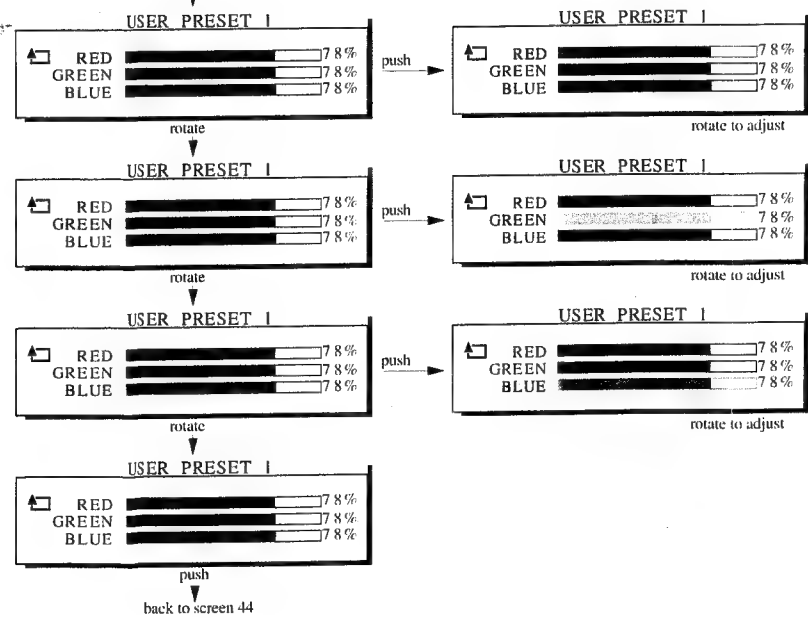 USER PRESET 1
RED 78%
GREEN 78%
BLUE 78%
push
USER PRESET 1
RED 78%
GREEN 78%
BLUE 78%
rotate to adjust
rotate
USER PRESET 1
RED 78%
GREEN 78%
BLUE 78%
push
USER PRESET 1
RED 78%
GREEN 78%
BLUE 78%
rotate to adjust
rotate
USER PRESET 1
RED 78%
GREEN 78%
BLUE 78%
push
USER PRESET 1
RED 78%
GREEN 78%
BLUE 78%
rotate to adjust
rotate
USER PRESET 1
RED 78%
GREEN 78%
BLUE 78%
push
back to screen 44